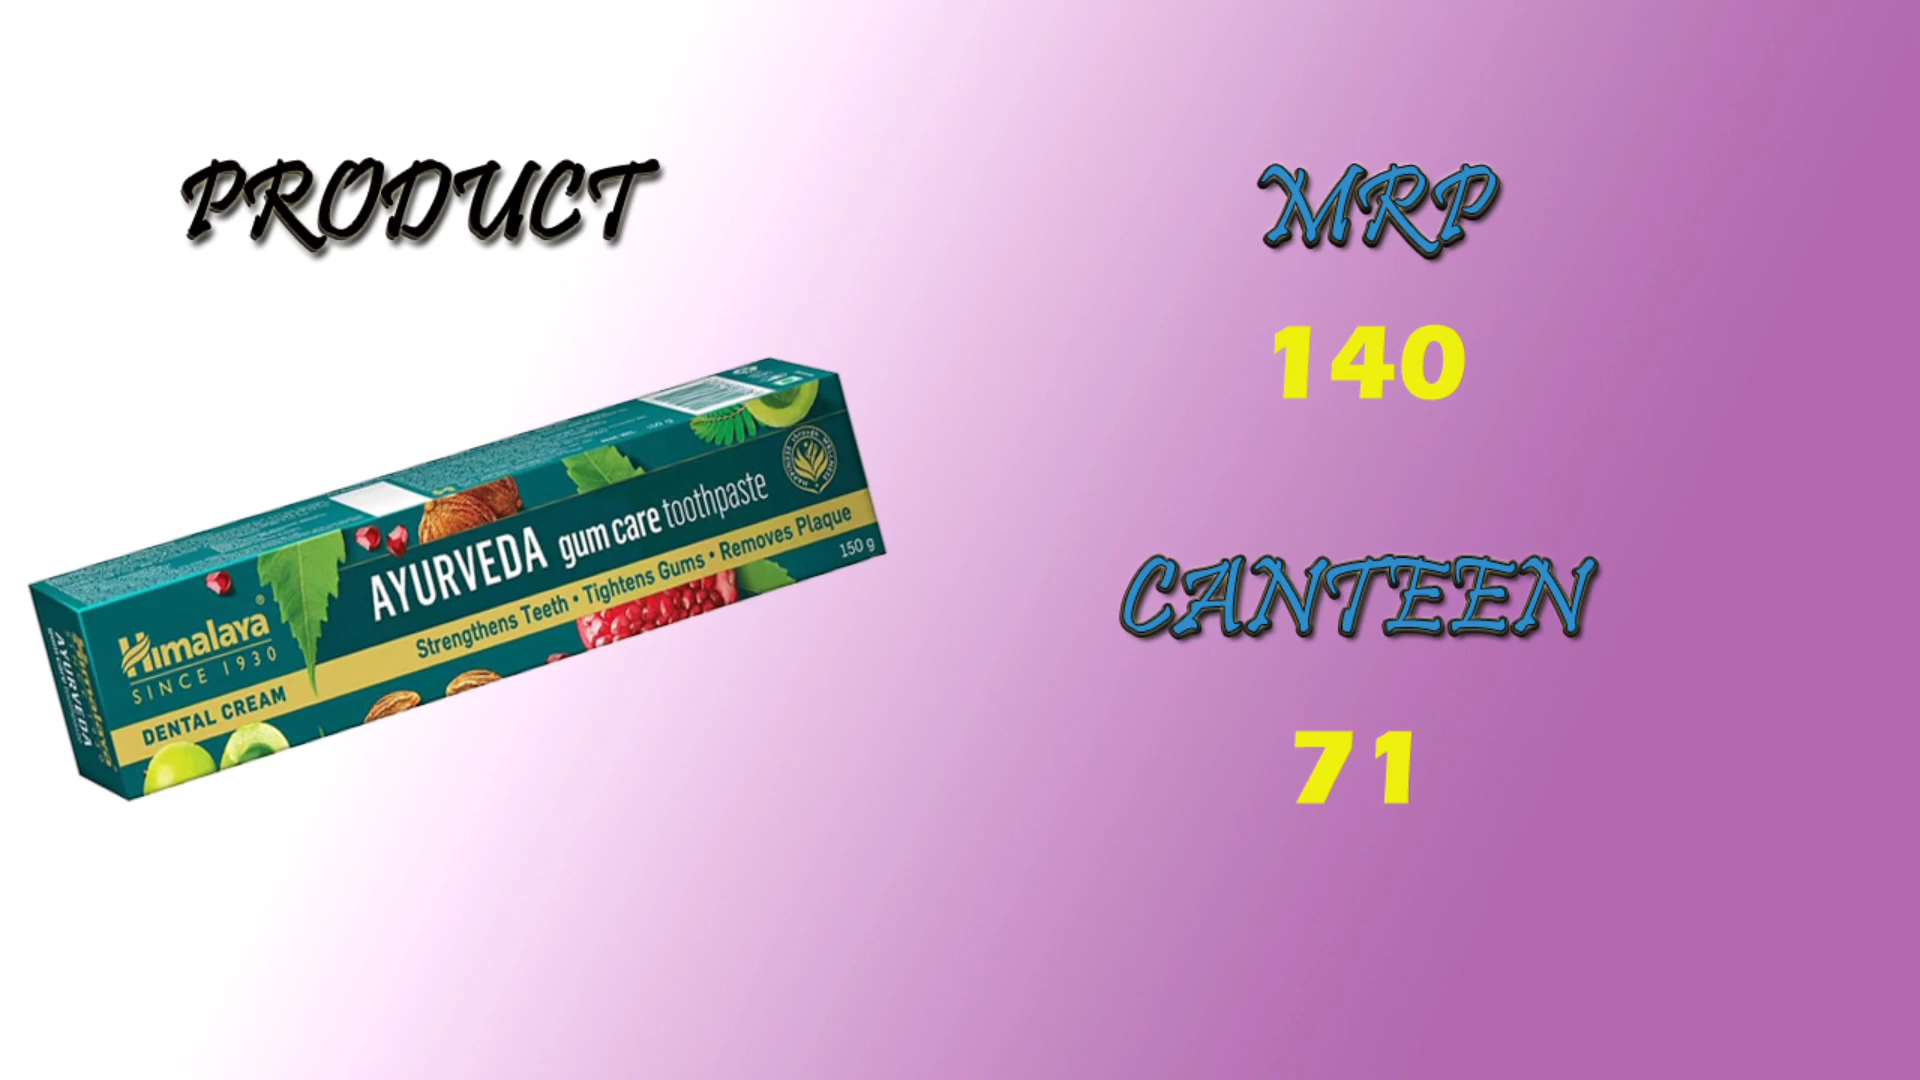 PRODUCT
MRP
140
AYURVEDA gum care toothpaste
Strengthens Teeth • Tightens Gums • Removes Plaque
150 g
Himalaya
SINCE 1930
DENTAL CREAM
AYURVEDA
CANTEEN
71